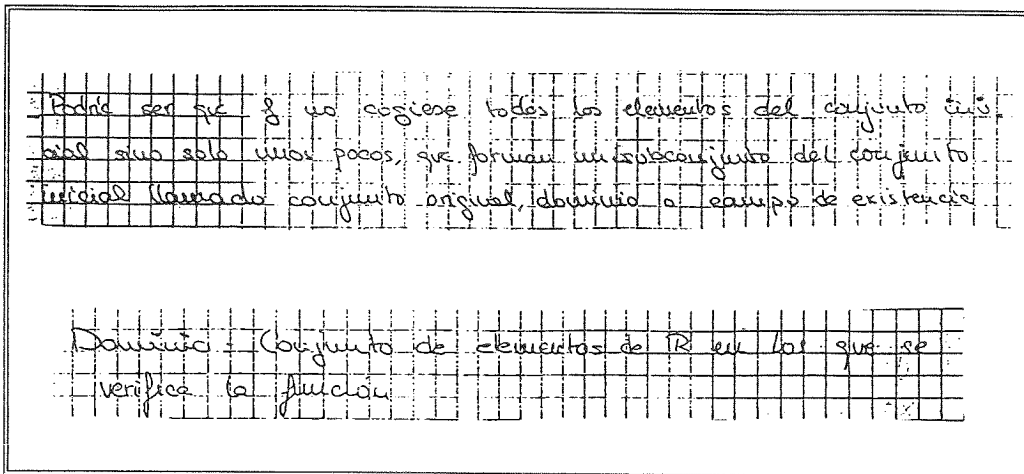 Podría ser que f no cogiese todos los elementos del conjunto ini-
cial sino solo unos pocos, que forman un subconjunto del conjunto
inicial llamado conjunto original, dominio o campo de existencia
Dominio = Conjunto de elementos de R en los que se
verifica la función